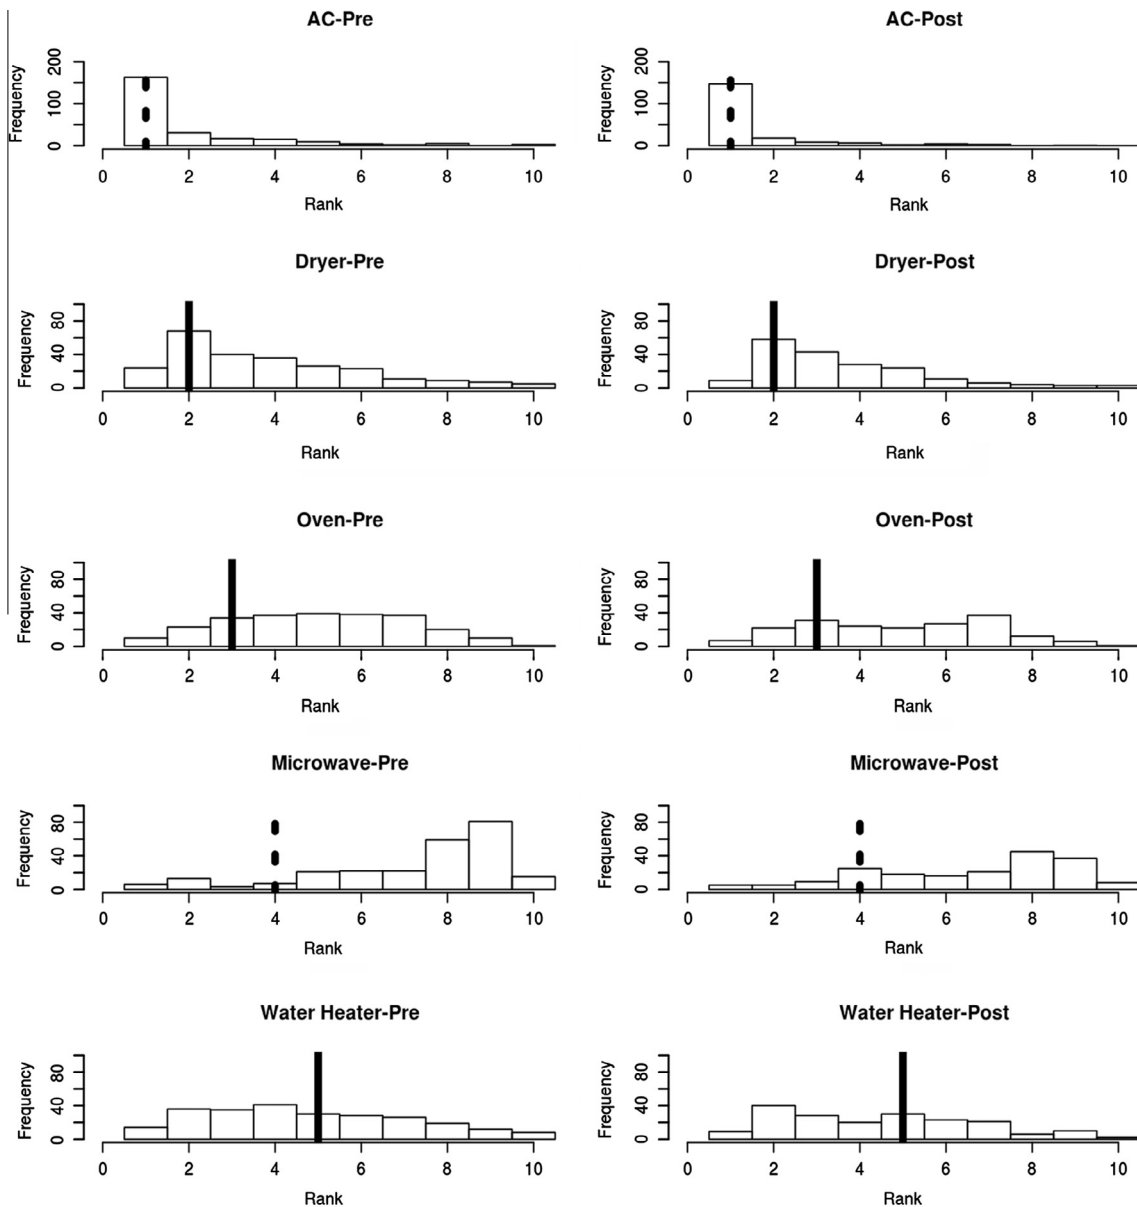 AC-Pre
AC-Post
Frequency
0 100 200
0 2 4 6 8 10
Rank
Frequency
0 100 200
0 2 4 6 8 10
Rank
Dryer-Pre
Dryer-Post
Frequency
0 40 80
0 2 4 6 8 10
Rank
Frequency
0 40 80
0 2 4 6 8 10
Rank
Oven-Pre
Oven-Post
Frequency
0 40 80
0 2 4 6 8 10
Rank
Frequency
0 40 80
0 2 4 6 8 10
Rank
Microwave-Pre
Microwave-Post
Frequency
0 40 80
0 2 4 6 8 10
Rank
Frequency
0 40 80
0 2 4 6 8 10
Rank
Water Heater-Pre
Water Heater-Post
Frequency
0 40 80
0 2 4 6 8 10
Rank
Frequency
0 40 80
0 2 4 6 8 10
Rank